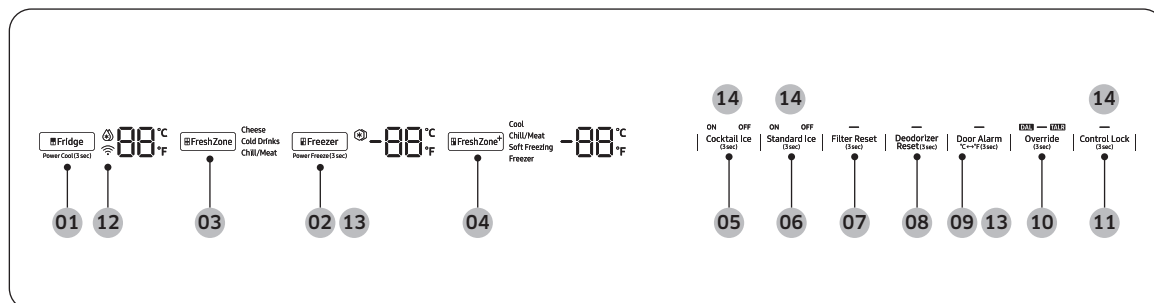 14 14 14
Fridge
Power Cool (3 sec)
88 °C °F
FreshZone
Cheese
Cold Drinks
Chill/Meat
Freezer
Power Freeze (3 sec)
-88 °C °F
FreshZone+
Cool
Chill/Meat
Soft Freezing
Freezer
-88 °C °F
ON OFF
Cocktail Ice
(3 sec)
ON OFF
Standard Ice
(3 sec)
Filter Reset
(3 sec)
Deodorizer
Reset (3 sec)
Door Alarm
°C↔°F (3 sec)
DAL TALB
Override
(3 sec)
Control Lock
(3 sec)
01 12 03 02 13 04 05 06 07 08 09 13 10 11